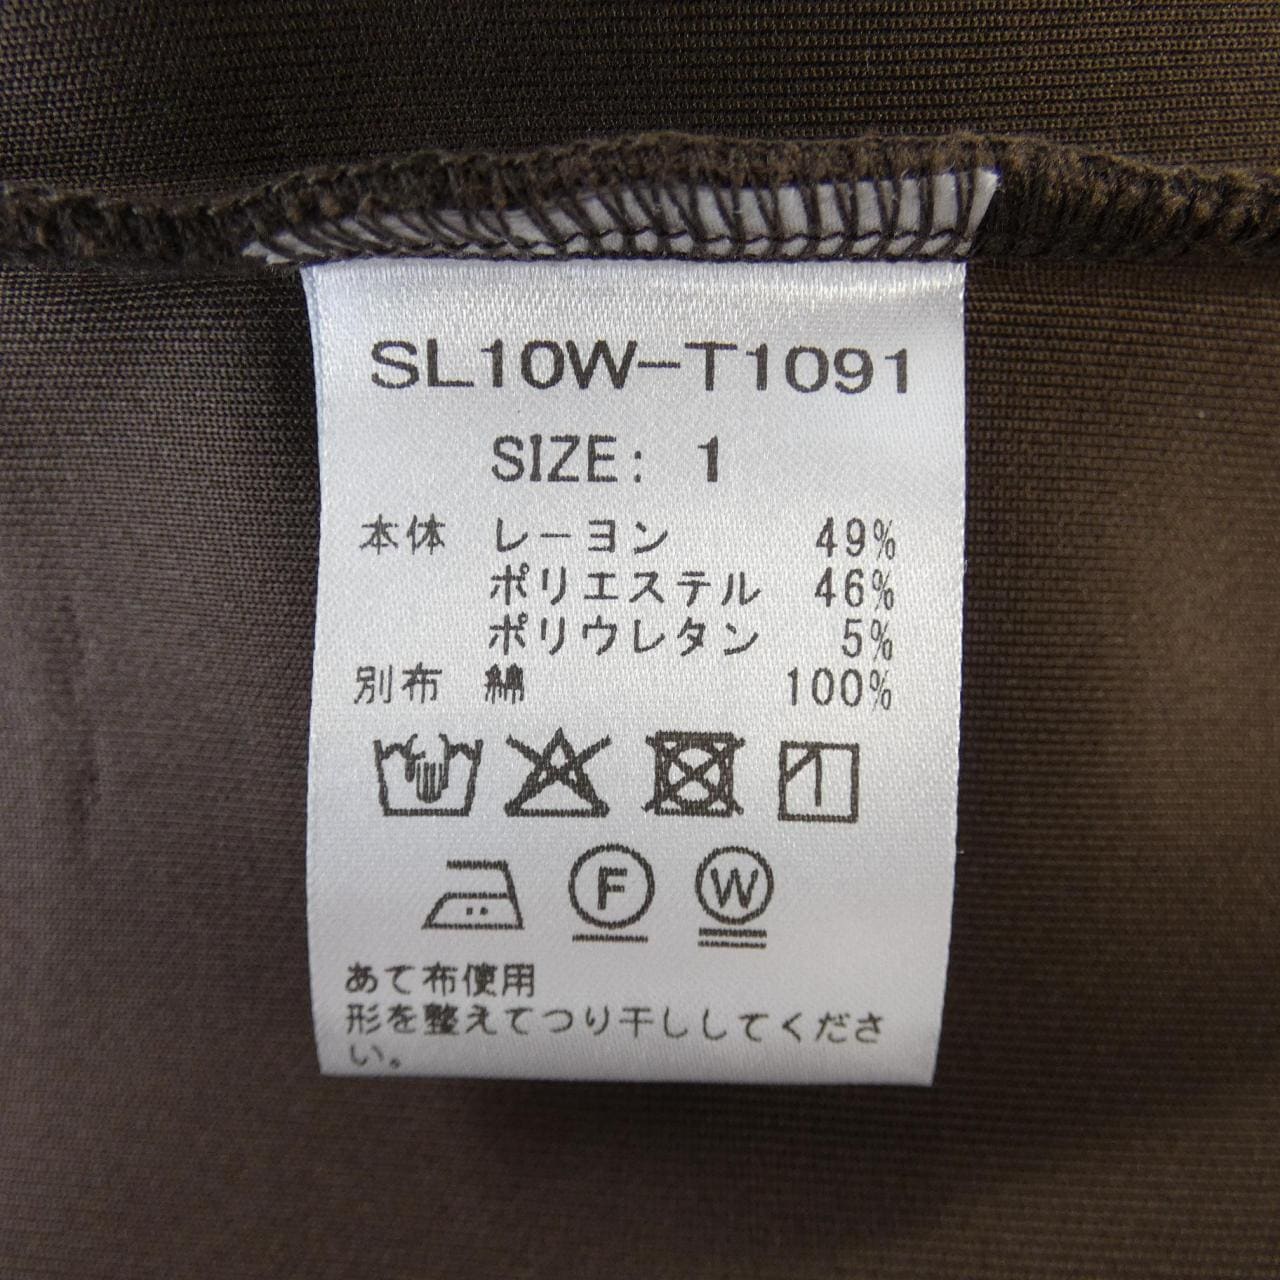 SL10W-T1091
SIZE: 1
本体 レーヨン 49%
ポリエステル 46%
ポリウレタン 5%
別布 綿 100%
F W
あて布使用
形を整えてつり干ししてくださ
い。